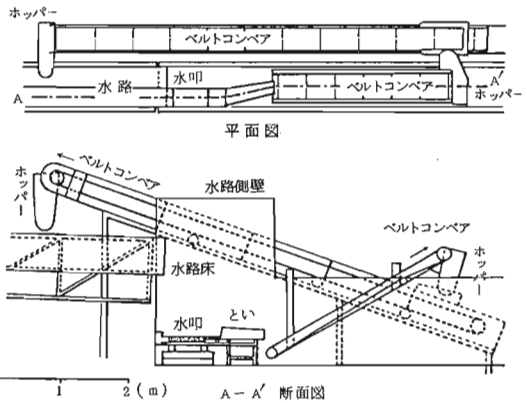 ホッパー
ベルトコンベア
水路
水叩
A
ベルトコンベア
A′
ホッパー
平面図
ベルトコンベア
ホッパー
水路側壁
ベルトコンベア
ホッパー
水路床
水叩
とい
1 2 (m)
A-A′ 断面図